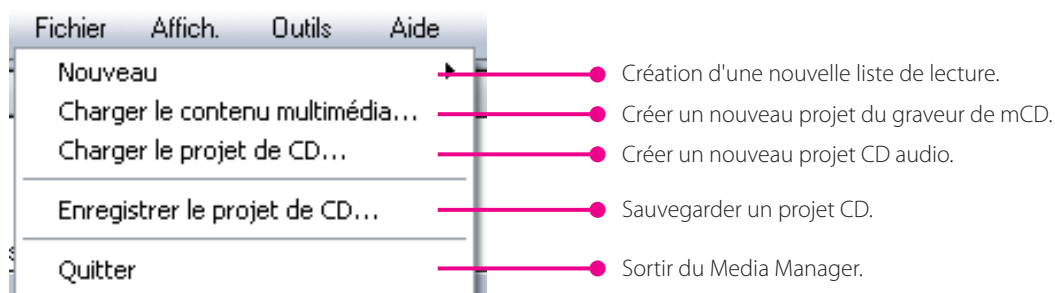 Fichier Affich. Outils Aide
Nouveau Création d'une nouvelle liste de lecture.
Charger le contenu multimédia... Créer un nouveau projet du graveur de mCD.
Charger le projet de CD... Créer un nouveau projet CD audio.
Enregistrer le projet de CD... Sauvegarder un projet CD.
Quitter Sortir du Media Manager.